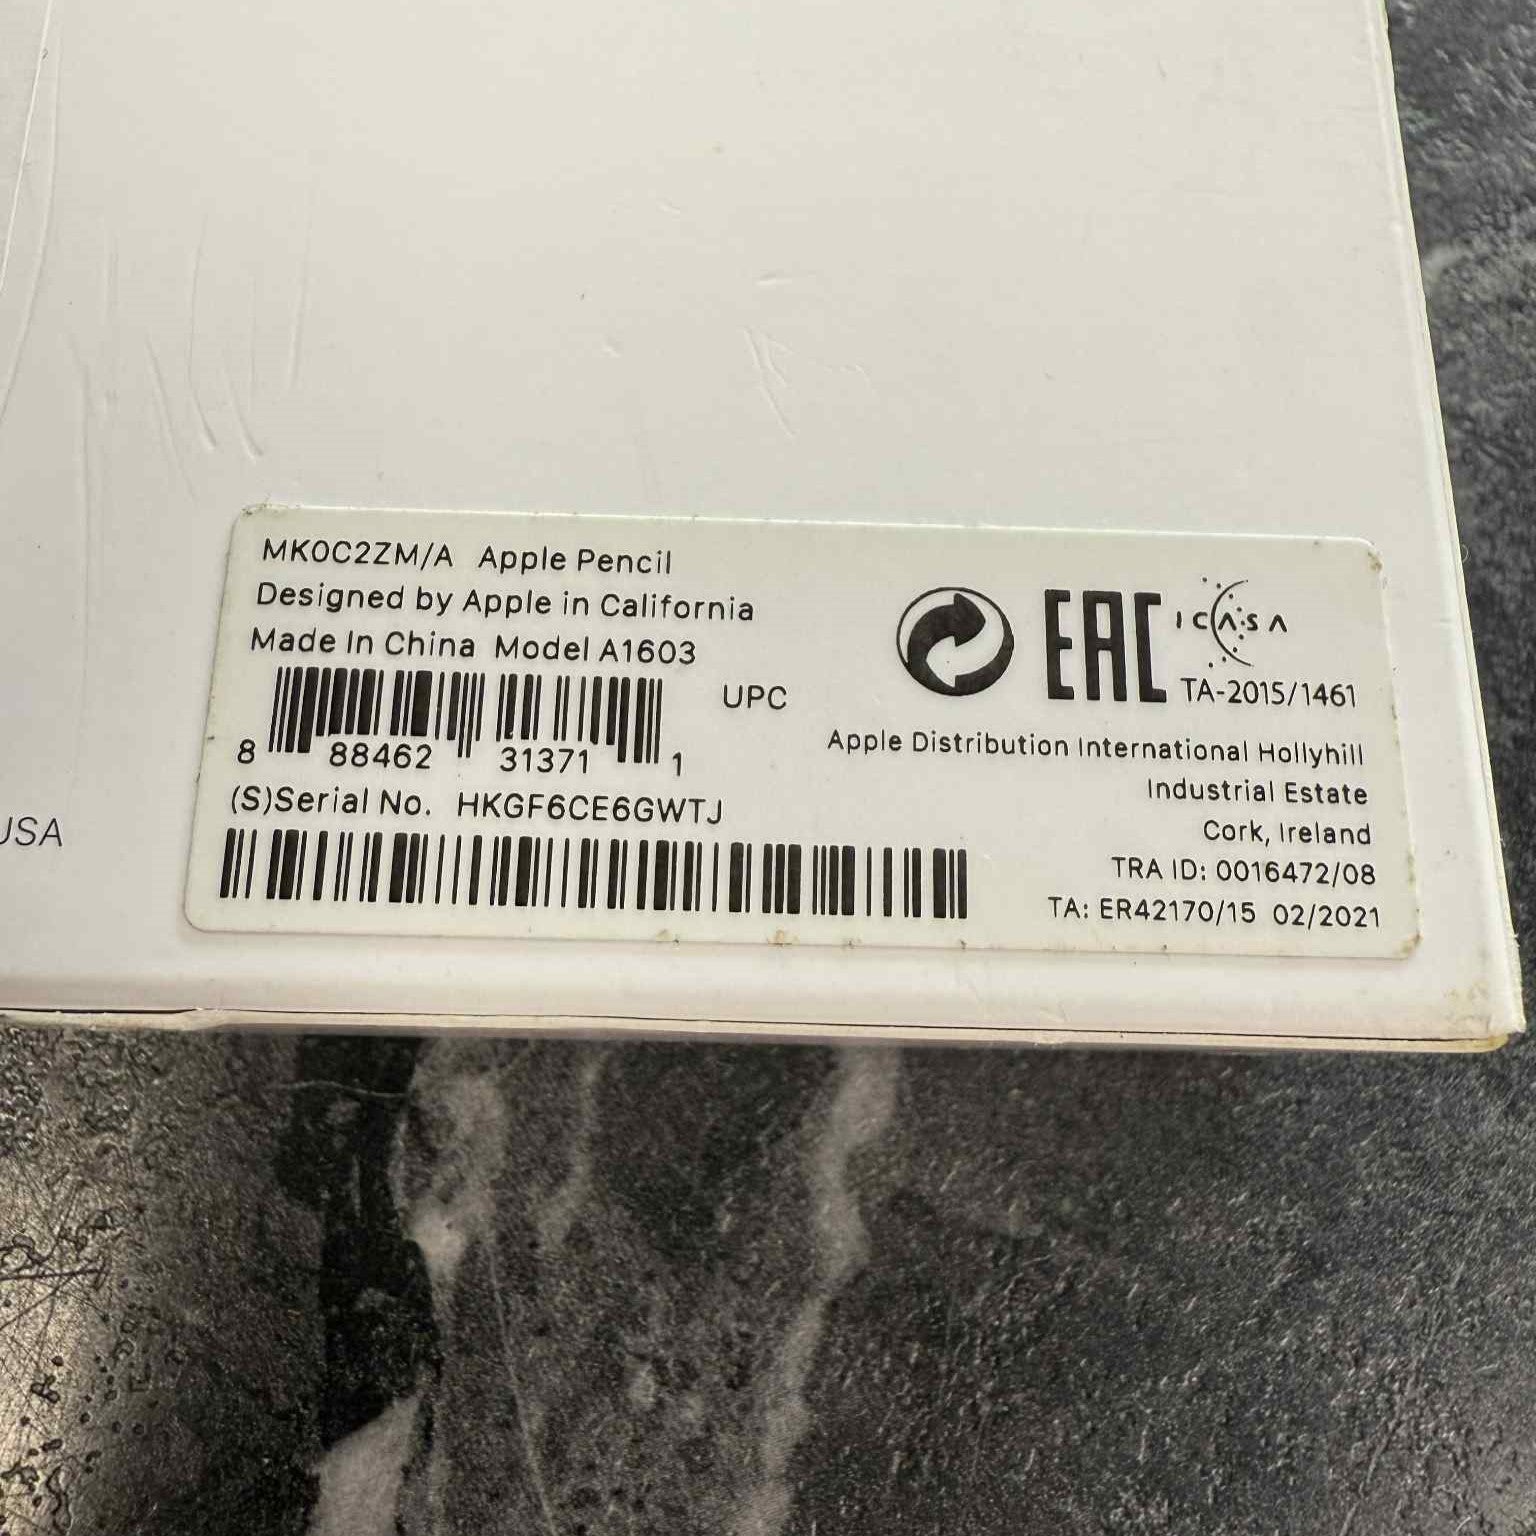 MK0C2ZM/A Apple Pencil
Designed by Apple in California
Made In China Model A1603
UPC
8 88462 31371 1
(S)Serial No. HKGF6CE6GWTJ
EAC
ICASA
TA-2015/1461
Apple Distribution International Hollyhill
Industrial Estate
Cork, Ireland
TRA ID: 0016472/08
TA: ER42170/15 02/2021
USA